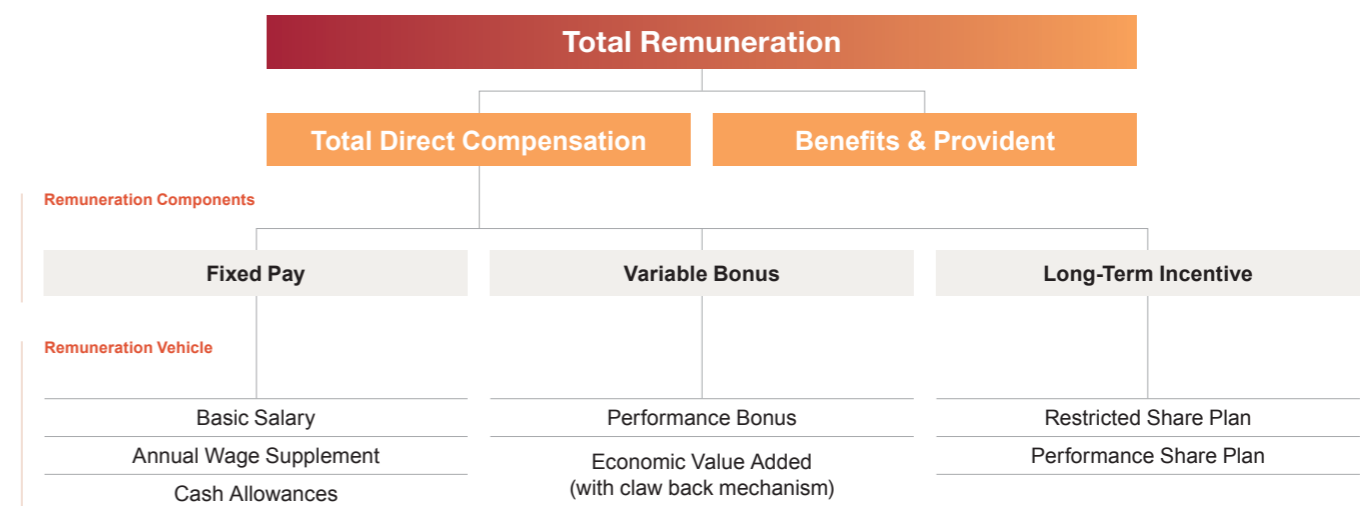 Total Remuneration
Total Direct Compensation
Benefits & Provident
Remuneration Components
Fixed Pay
Variable Bonus
Long-Term Incentive
Remuneration Vehicle
Basic Salary
Annual Wage Supplement
Cash Allowances
Performance Bonus
Economic Value Added
(with claw back mechanism)
Restricted Share Plan
Performance Share Plan